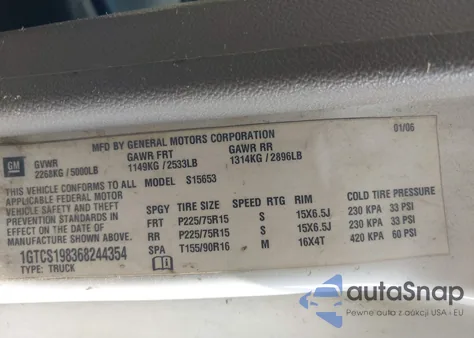 MFD BY GENERAL MOTORS CORPORATION 01/06
GM GVWR GAWR FRT GAWR RR
2268KG/5000LB 1149KG/2533LB 1314KG/2896LB
THIS VEHICLE CONFORMS TO ALL MODEL S15653
APPLICABLE FEDERAL MOTOR
VEHICLE SAFETY AND THEFT
PREVENTION STANDARDS IN
EFFECT ON THE DATE OF
MANUFACTURE SHOWN ABOVE.
1GTCS198368244354
TYPE: TRUCK
SPGY TIRE SIZE SPEED RTG RIM COLD TIRE PRESSURE
FRT P225/75R15 S 15X6.5J 230 KPA 33 PSI
RR P225/75R15 S 15X6.5J 230 KPA 33 PSI
SPA T155/90R16 M 16X4T 420 KPA 60 PSI
autoSnap
Pewne auta z aukcji USA - EU